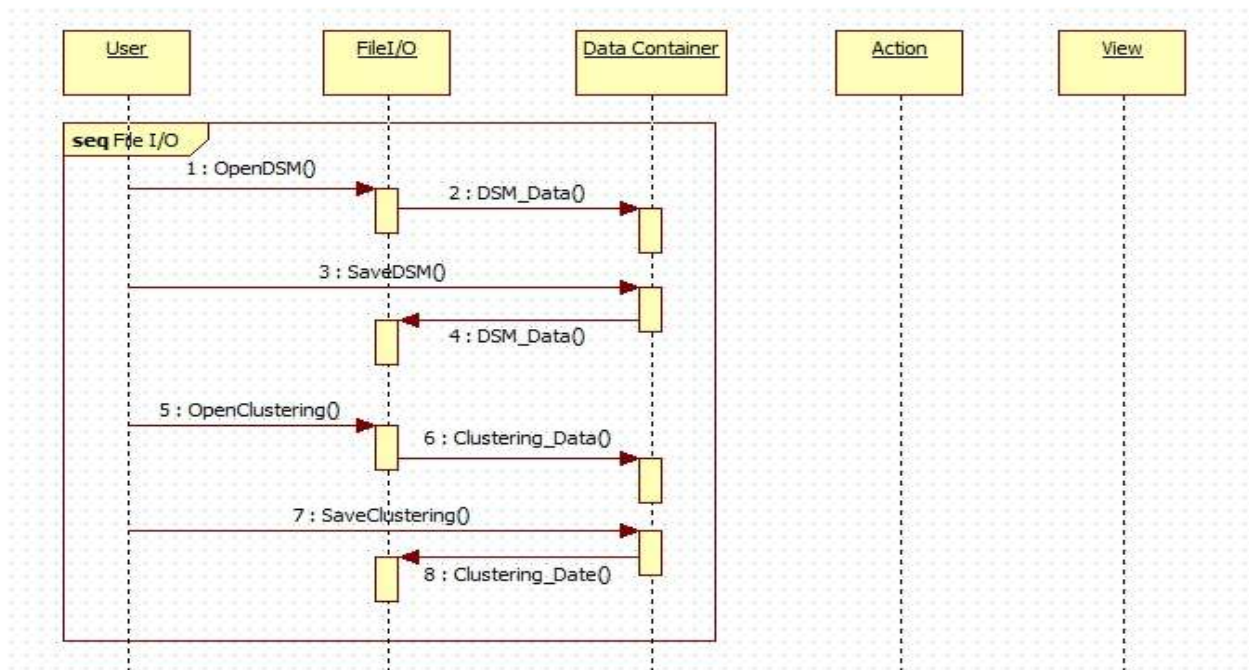 User
FileI/O
Data Container
Action
View
seq File I/O
1 : OpenDSM()
2 : DSM_Data()
3 : SaveDSM()
4 : DSM_Data()
5 : OpenClustering()
6 : Clustering_Data()
7 : SaveClustering()
8 : Clustering_Date()